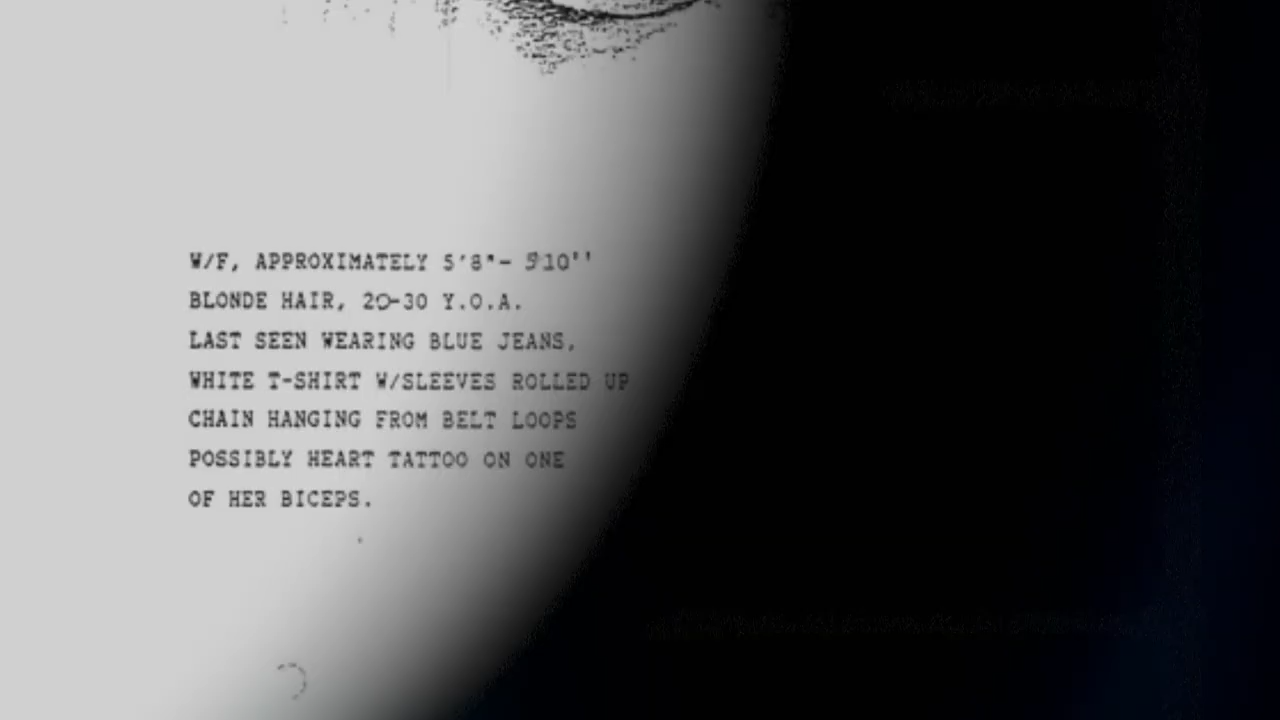 W/F, APPROXIMATELY 5'8"- 5'10''
BLONDE HAIR, 20-30 Y.O.A.
LAST SEEN WEARING BLUE JEANS,
WHITE T-SHIRT W/SLEEVES ROLLED UP
CHAIN HANGING FROM BELT LOOPS
POSSIBLY HEART TATTOO ON ONE
OF HER BICEPS.